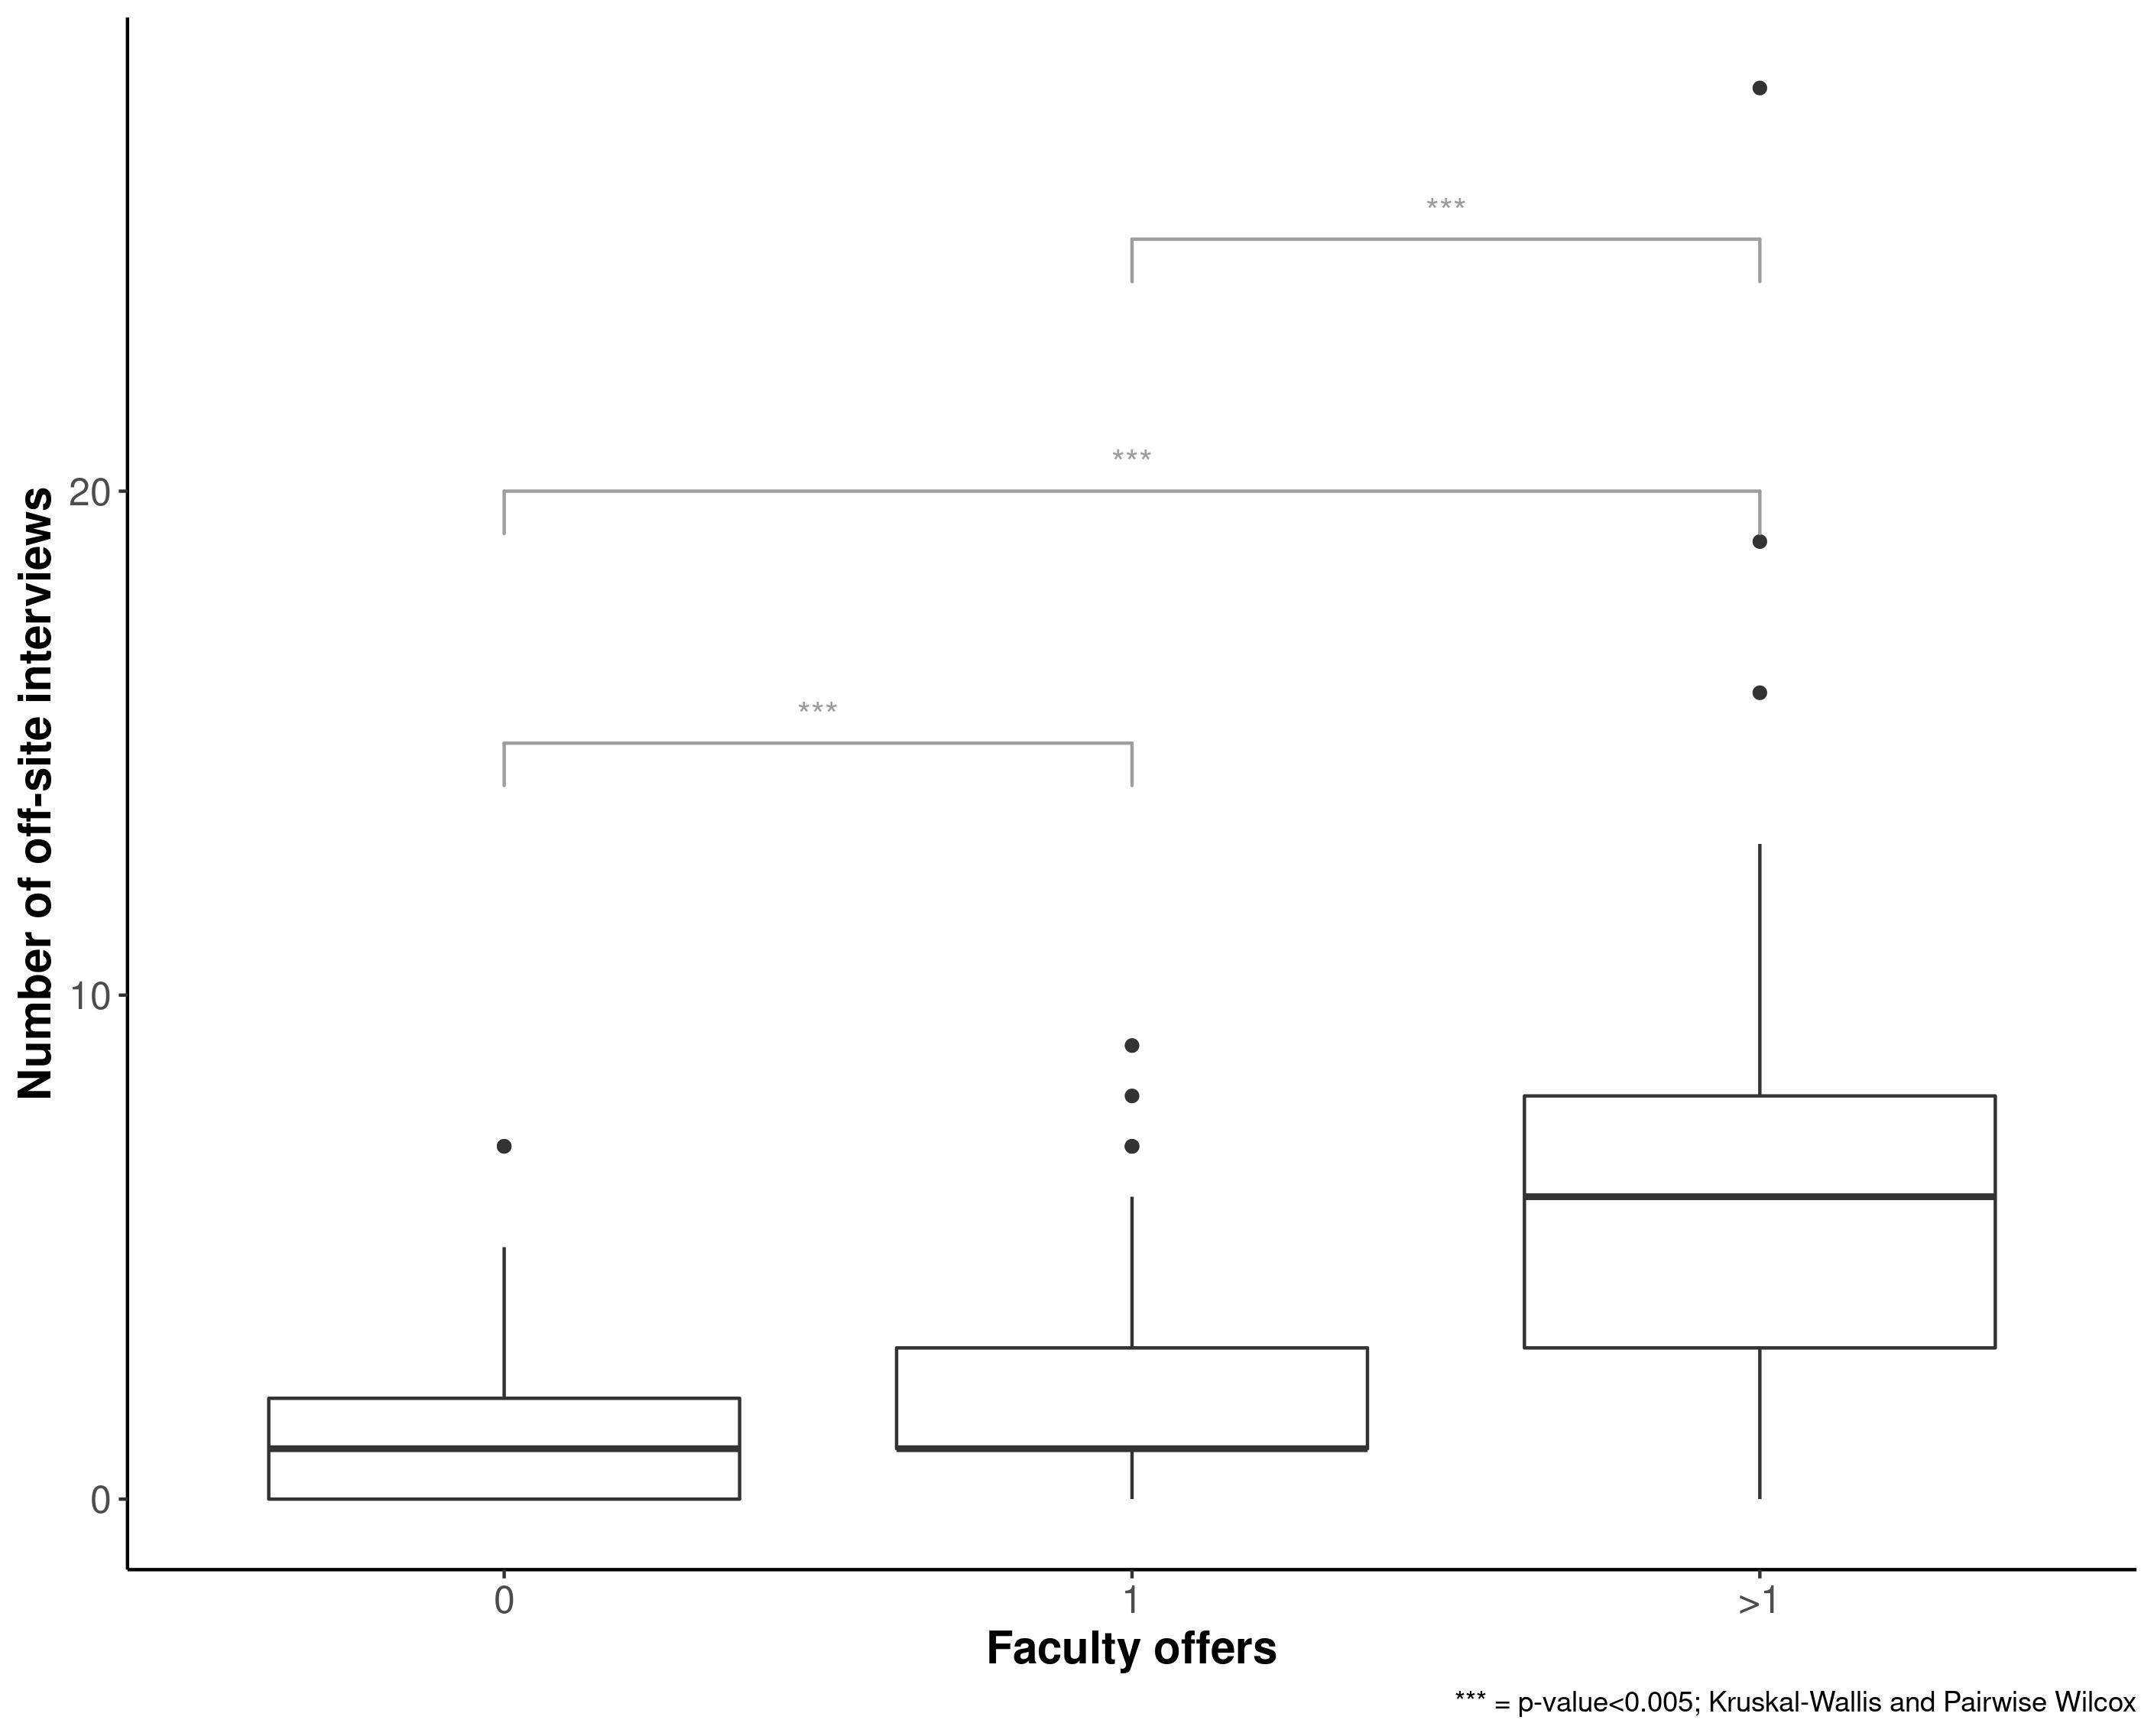 ***
***
20
***
Number of off-site interviews
10
0
0 1 >1
Faculty offers
*** = p-value<0.005; Kruskal-Wallis and Pairwise Wilcox